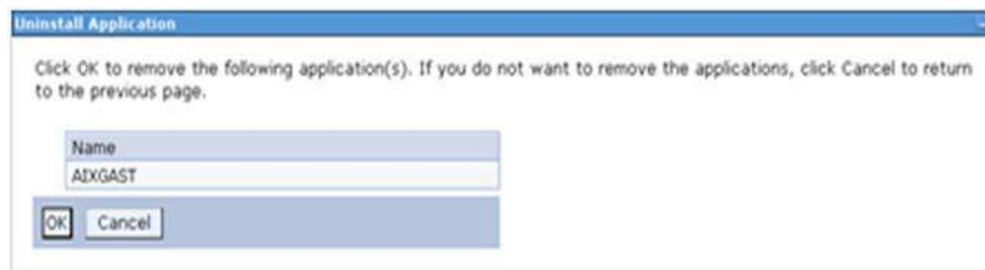 Uninstall Application
Click OK to remove the following application(s). If you do not want to remove the applications, click Cancel to return
to the previous page.
Name
AIXGAST
OK Cancel